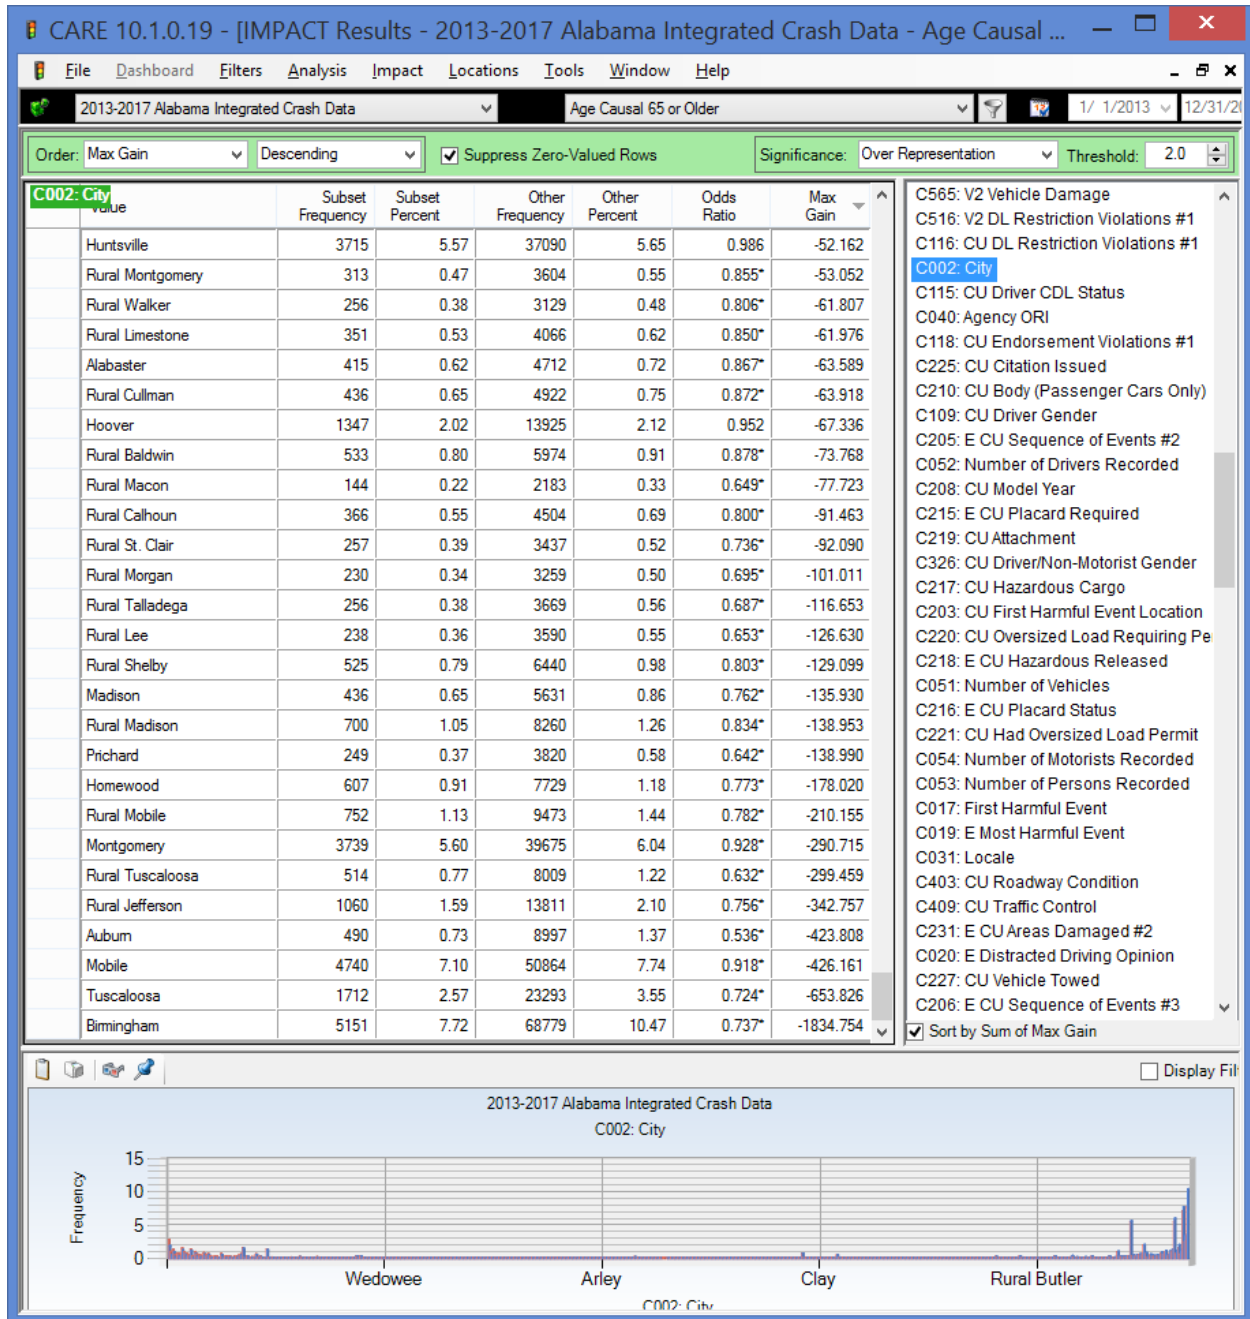 CARE 10.1.0.19 - [IMPACT Results - 2013-2017 Alabama Integrated Crash Data - Age Causal ...
File Dashboard Filters Analysis Impact Locations Tools Window Help
2013-2017 Alabama Integrated Crash Data Age Causal 65 or Older 1/ 1/2013 12/31/20
Order: Max Gain Descending Suppress Zero-Valued Rows Significance: Over Representation Threshold: 2.0
C002: City
Value Subset Frequency Subset Percent Other Frequency Other Percent Odds Ratio Max Gain
Huntsville 3715 5.57 37090 5.65 0.986 -52.162
Rural Montgomery 313 0.47 3604 0.55 0.855* -53.052
Rural Walker 256 0.38 3129 0.48 0.806* -61.807
Rural Limestone 351 0.53 4066 0.62 0.850* -61.976
Alabaster 415 0.62 4712 0.72 0.867* -63.589
Rural Cullman 436 0.65 4922 0.75 0.872* -63.918
Hoover 1347 2.02 13925 2.12 0.952 -67.336
Rural Baldwin 533 0.80 5974 0.91 0.878* -73.768
Rural Macon 144 0.22 2183 0.33 0.649* -77.723
Rural Calhoun 366 0.55 4504 0.69 0.800* -91.463
Rural St. Clair 257 0.39 3437 0.52 0.736* -92.090
Rural Morgan 230 0.34 3259 0.50 0.695* -101.011
Rural Talladega 256 0.38 3669 0.56 0.687* -116.653
Rural Lee 238 0.36 3590 0.55 0.653* -126.630
Rural Shelby 525 0.79 6440 0.98 0.803* -129.099
Madison 436 0.65 5631 0.86 0.762* -135.930
Rural Madison 700 1.05 8260 1.26 0.834* -138.953
Prichard 249 0.37 3820 0.58 0.642* -138.990
Homewood 607 0.91 7729 1.18 0.773* -178.020
Rural Mobile 752 1.13 9473 1.44 0.782* -210.155
Montgomery 3739 5.60 39675 6.04 0.928* -290.715
Rural Tuscaloosa 514 0.77 8009 1.22 0.632* -299.459
Rural Jefferson 1060 1.59 13811 2.10 0.756* -342.757
Auburn 490 0.73 8997 1.37 0.536* -423.808
Mobile 4740 7.10 50864 7.74 0.918* -426.161
Tuscaloosa 1712 2.57 23293 3.55 0.724* -653.826
Birmingham 5151 7.72 68779 10.47 0.737* -1834.754
C565: V2 Vehicle Damage
C516: V2 DL Restriction Violations #1
C116: CU DL Restriction Violations #1
C002: City
C115: CU Driver CDL Status
C040: Agency ORI
C118: CU Endorsement Violations #1
C225: CU Citation Issued
C210: CU Body (Passenger Cars Only)
C109: CU Driver Gender
C205: E CU Sequence of Events #2
C052: Number of Drivers Recorded
C208: CU Model Year
C215: E CU Placard Required
C219: CU Attachment
C326: CU Driver/Non-Motorist Gender
C217: CU Hazardous Cargo
C203: CU First Harmful Event Location
C220: CU Oversized Load Requiring Pe
C218: E CU Hazardous Released
C051: Number of Vehicles
C216: E CU Placard Status
C221: CU Had Oversized Load Permit
C054: Number of Motorists Recorded
C053: Number of Persons Recorded
C017: First Harmful Event
C019: E Most Harmful Event
C031: Locale
C403: CU Roadway Condition
C409: CU Traffic Control
C231: E CU Areas Damaged #2
C020: E Distracted Driving Opinion
C227: CU Vehicle Towed
C206: E CU Sequence of Events #3
Sort by Sum of Max Gain
Display Fil
2013-2017 Alabama Integrated Crash Data
C002: City
Frequency
15
10
5
0
Wedowee Arley Clay Rural Butler
C002: City